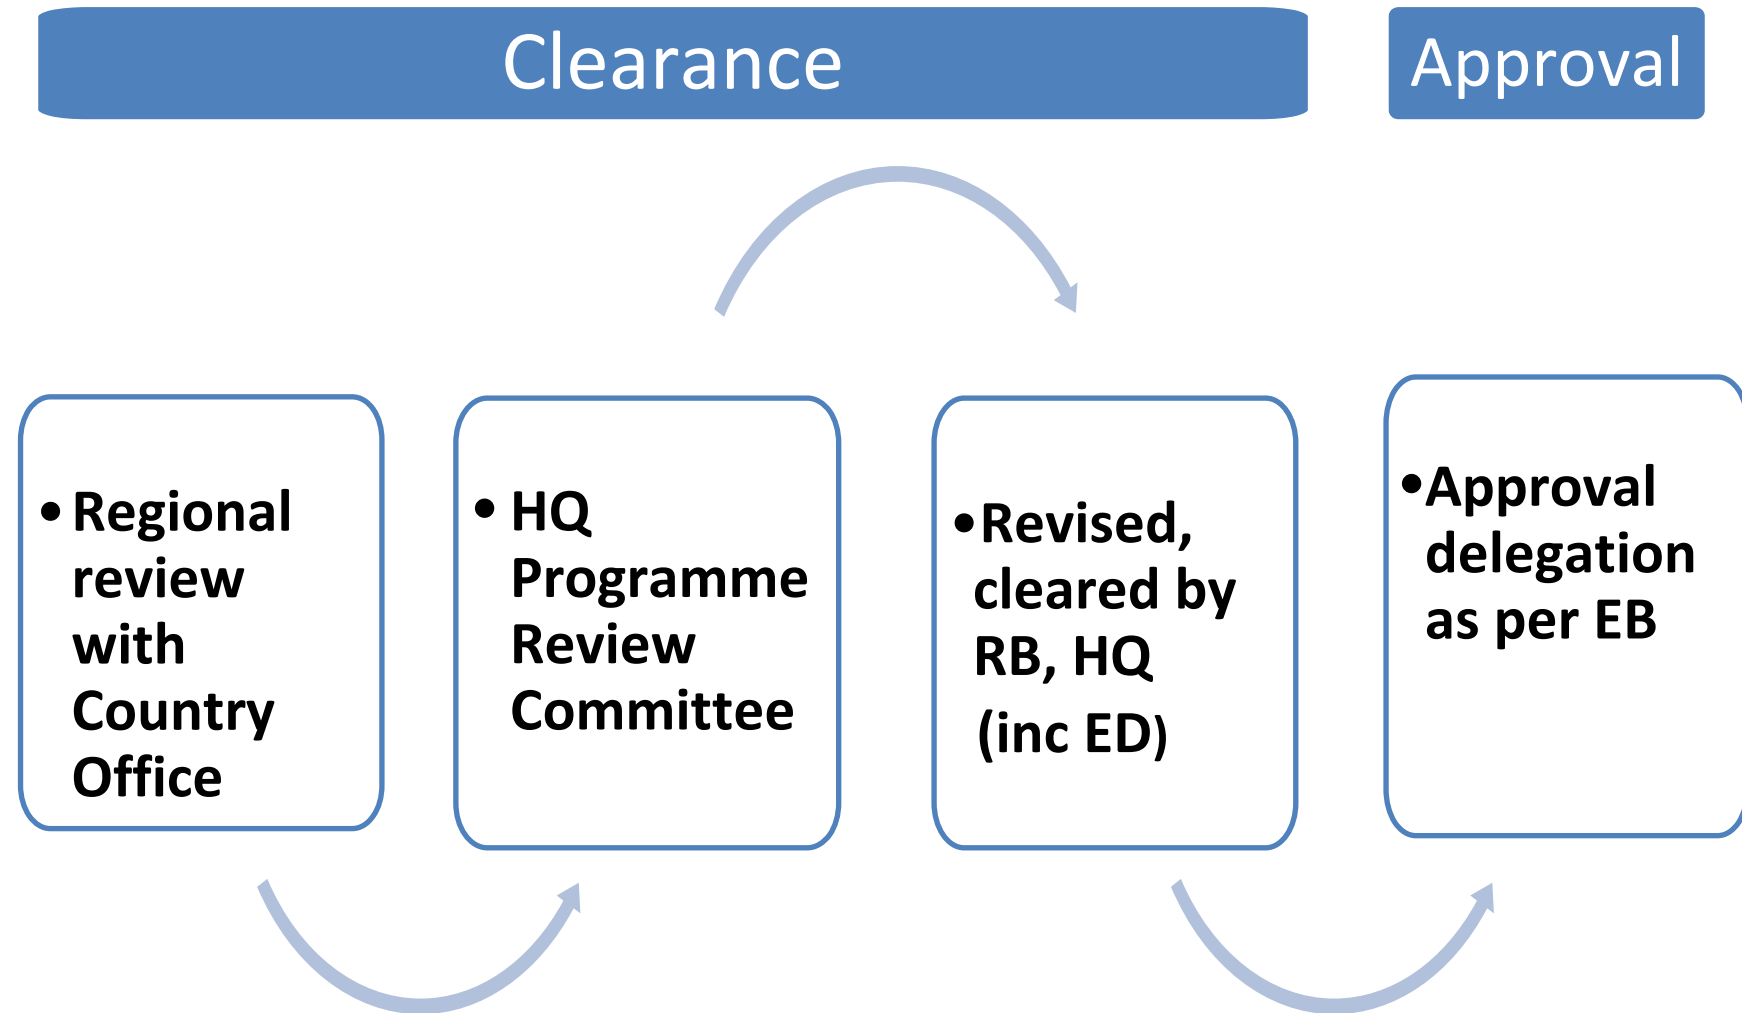 Clearance
Approval
• Regional
review
with
Country
Office
• HQ
Programme
Review
Committee
•Revised,
cleared by
RB, HQ
(inc ED)
•Approval
delegation
as per EB